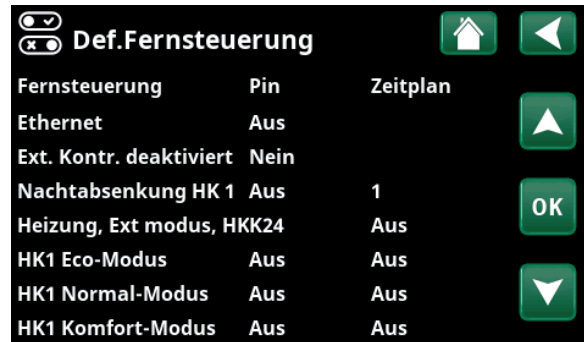 Def.Fernsteuerung
Fernsteuerung Pin Zeitplan
Ethernet Aus
Ext. Kontr. deaktiviert Nein
Nachtabsenkung HK 1 Aus 1
OK
Heizung, Ext modus, HKK24 Aus
HK1 Eco-Modus Aus Aus
HK1 Normal-Modus Aus Aus
HK1 Komfort-Modus Aus Aus